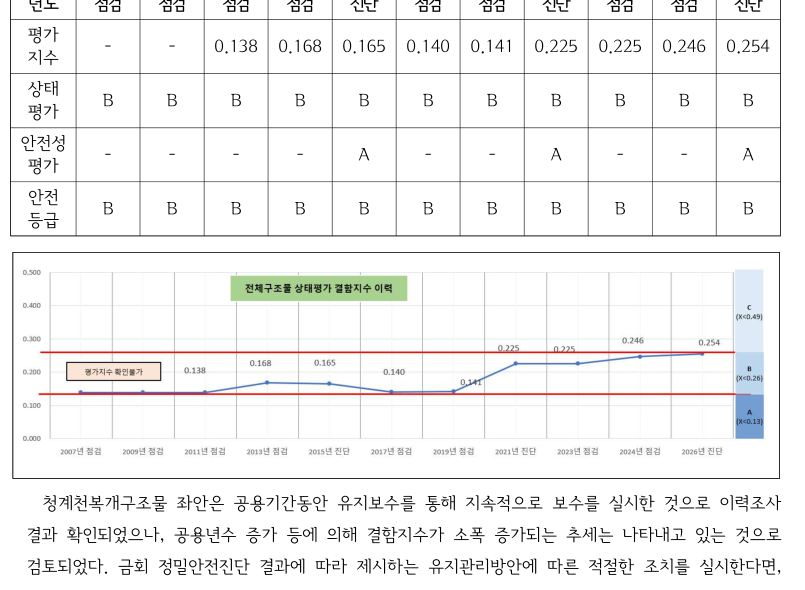 년도 점검 점검 점검 점검 진단 점검 점검 진단 점검 점검 진단
평가 지수 - - 0.138 0.168 0.165 0.140 0.141 0.225 0.225 0.246 0.254
상태 평가 B B B B B B B B B B B
안전성 평가 - - - - A - - A - - A
안전 등급 B B B B B B B B B B B
전체구조물 상태평가 결함지수 이력
0.500
0.400
0.300
0.200
0.100
0.000
평가지수 확인불가
0.138
0.168
0.165
0.140
0.141
0.225
0.225
0.246
0.254
C
(X<0.49)
B
(X<0.26)
A
(X<0.13)
2007년 점검 2009년 점검 2011년 점검 2013년 점검 2015년 진단 2017년 점검 2019년 점검 2021년 진단 2023년 점검 2024년 점검 2026년 진단
청계천복개구조물 좌안은 공용기간동안 유지보수를 통해 지속적으로 보수를 실시한 것으로 이력조사
결과 확인되었으나, 공용년수 증가 등에 의해 결함지수가 소폭 증가되는 추세는 나타내고 있는 것으로
검토되었다. 금회 정밀안전진단 결과에 따라 제시하는 유지관리방안에 따른 적절한 조치를 실시한다면,